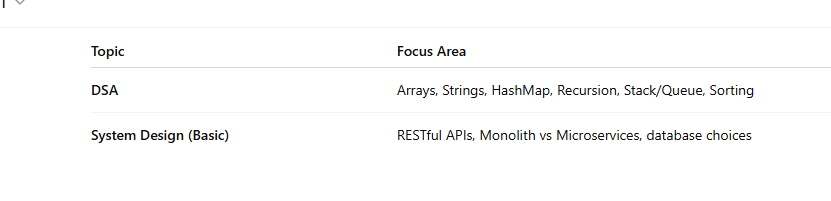 Topic Focus Area
DSA Arrays, Strings, HashMap, Recursion, Stack/Queue, Sorting
System Design (Basic) RESTful APIs, Monolith vs Microservices, database choices